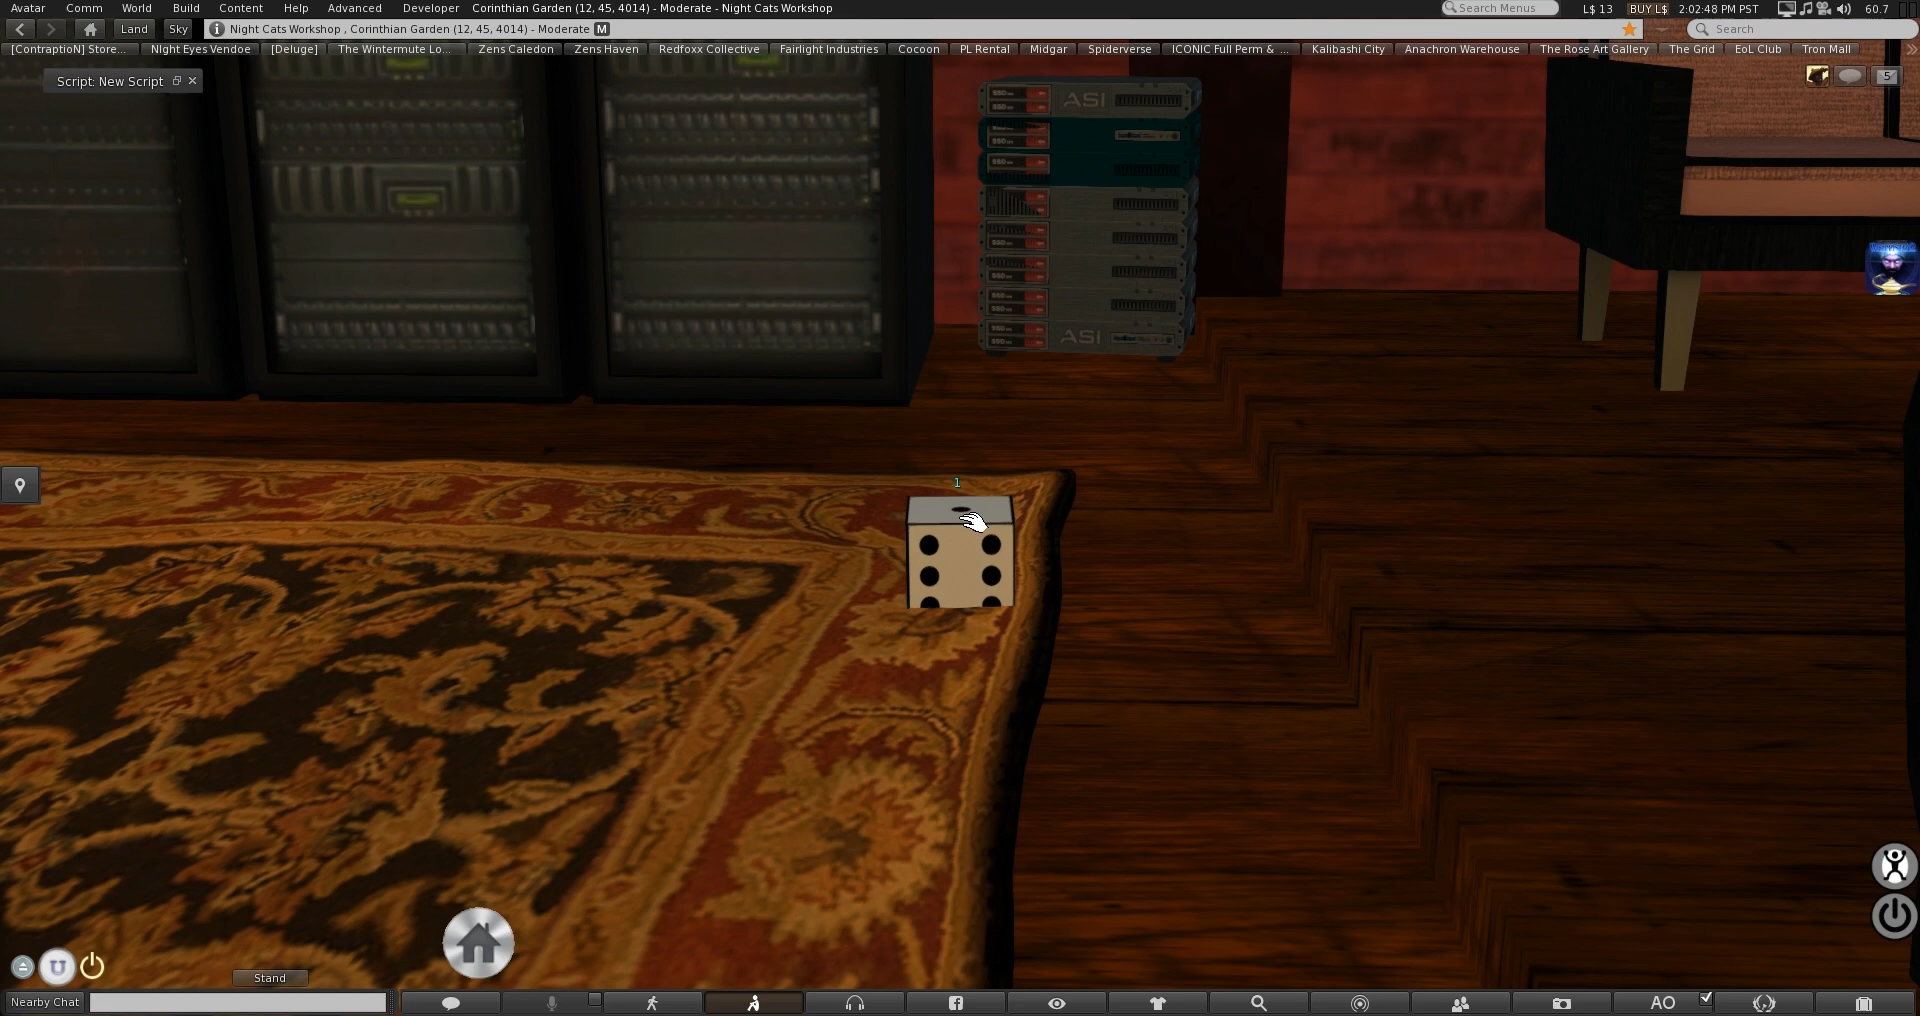 Avatar Comm World Build Content Help Advanced Developer Corinthian Garden (12, 45, 4014) - Moderate - Night Cats Workshop Search Menus L$ 13 BUY L$ 2:02:48 PM PST 60.7
Land Sky Night Cats Workshop , Corinthian Garden (12, 45, 4014) - Moderate M Search
[ContraptioN] Store... NIght Eyes Vendoe [Deluge] The Wintermute Lo... Zens Caledon Zens Haven Redfoxx Collective Fairlight Industries Cocoon PL Rental Midgar Spiderverse ICONIC Full Perm & ... Kalibashi City Anachron Warehouse The Rose Art Gallery The Grid EoL Club Tron Mall
Script: New Script
5
ASI
ASI
1
Stand
Nearby Chat
AO